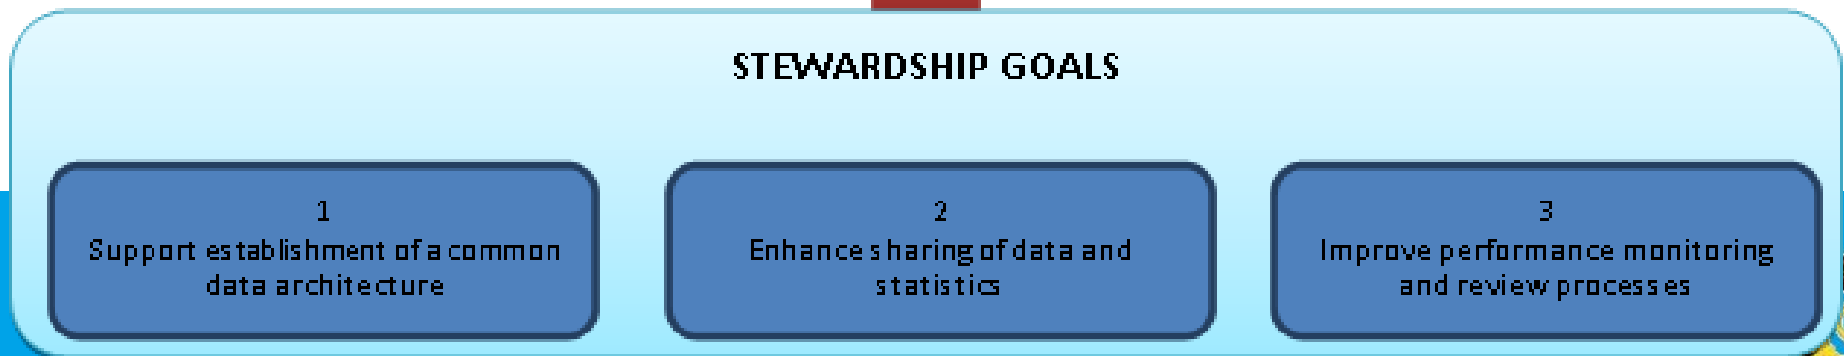 STEWARDSHIP GOALS
1
Support establishment of a common
data architecture
2
Enhance sharing of data and
statistics
3
Improve performance monitoring
and review processes